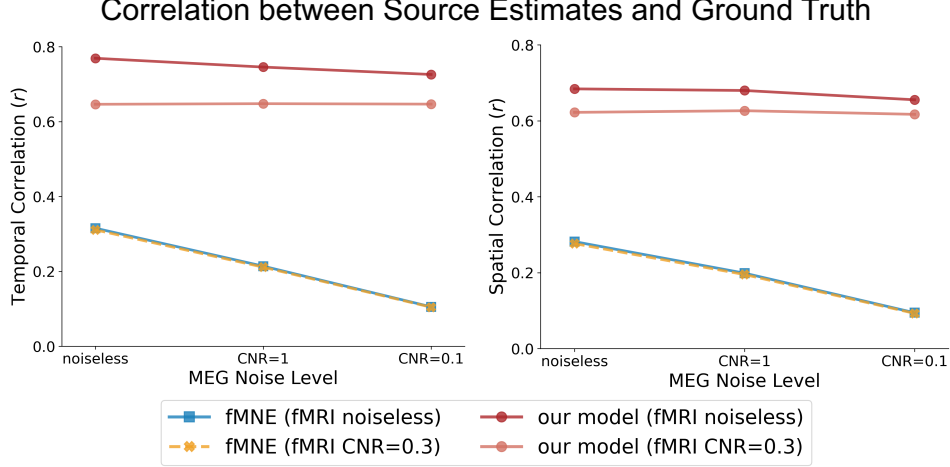 Correlation between Source Estimates and Ground Truth
Temporal Correlation (r)
0.8
0.6
0.4
0.2
0.0
noiseless CNR=1 CNR=0.1
MEG Noise Level
Spatial Correlation (r)
0.8
0.6
0.4
0.2
0.0
noiseless CNR=1 CNR=0.1
MEG Noise Level
fMNE (fMRI noiseless) our model (fMRI noiseless)
fMNE (fMRI CNR=0.3) our model (fMRI CNR=0.3)